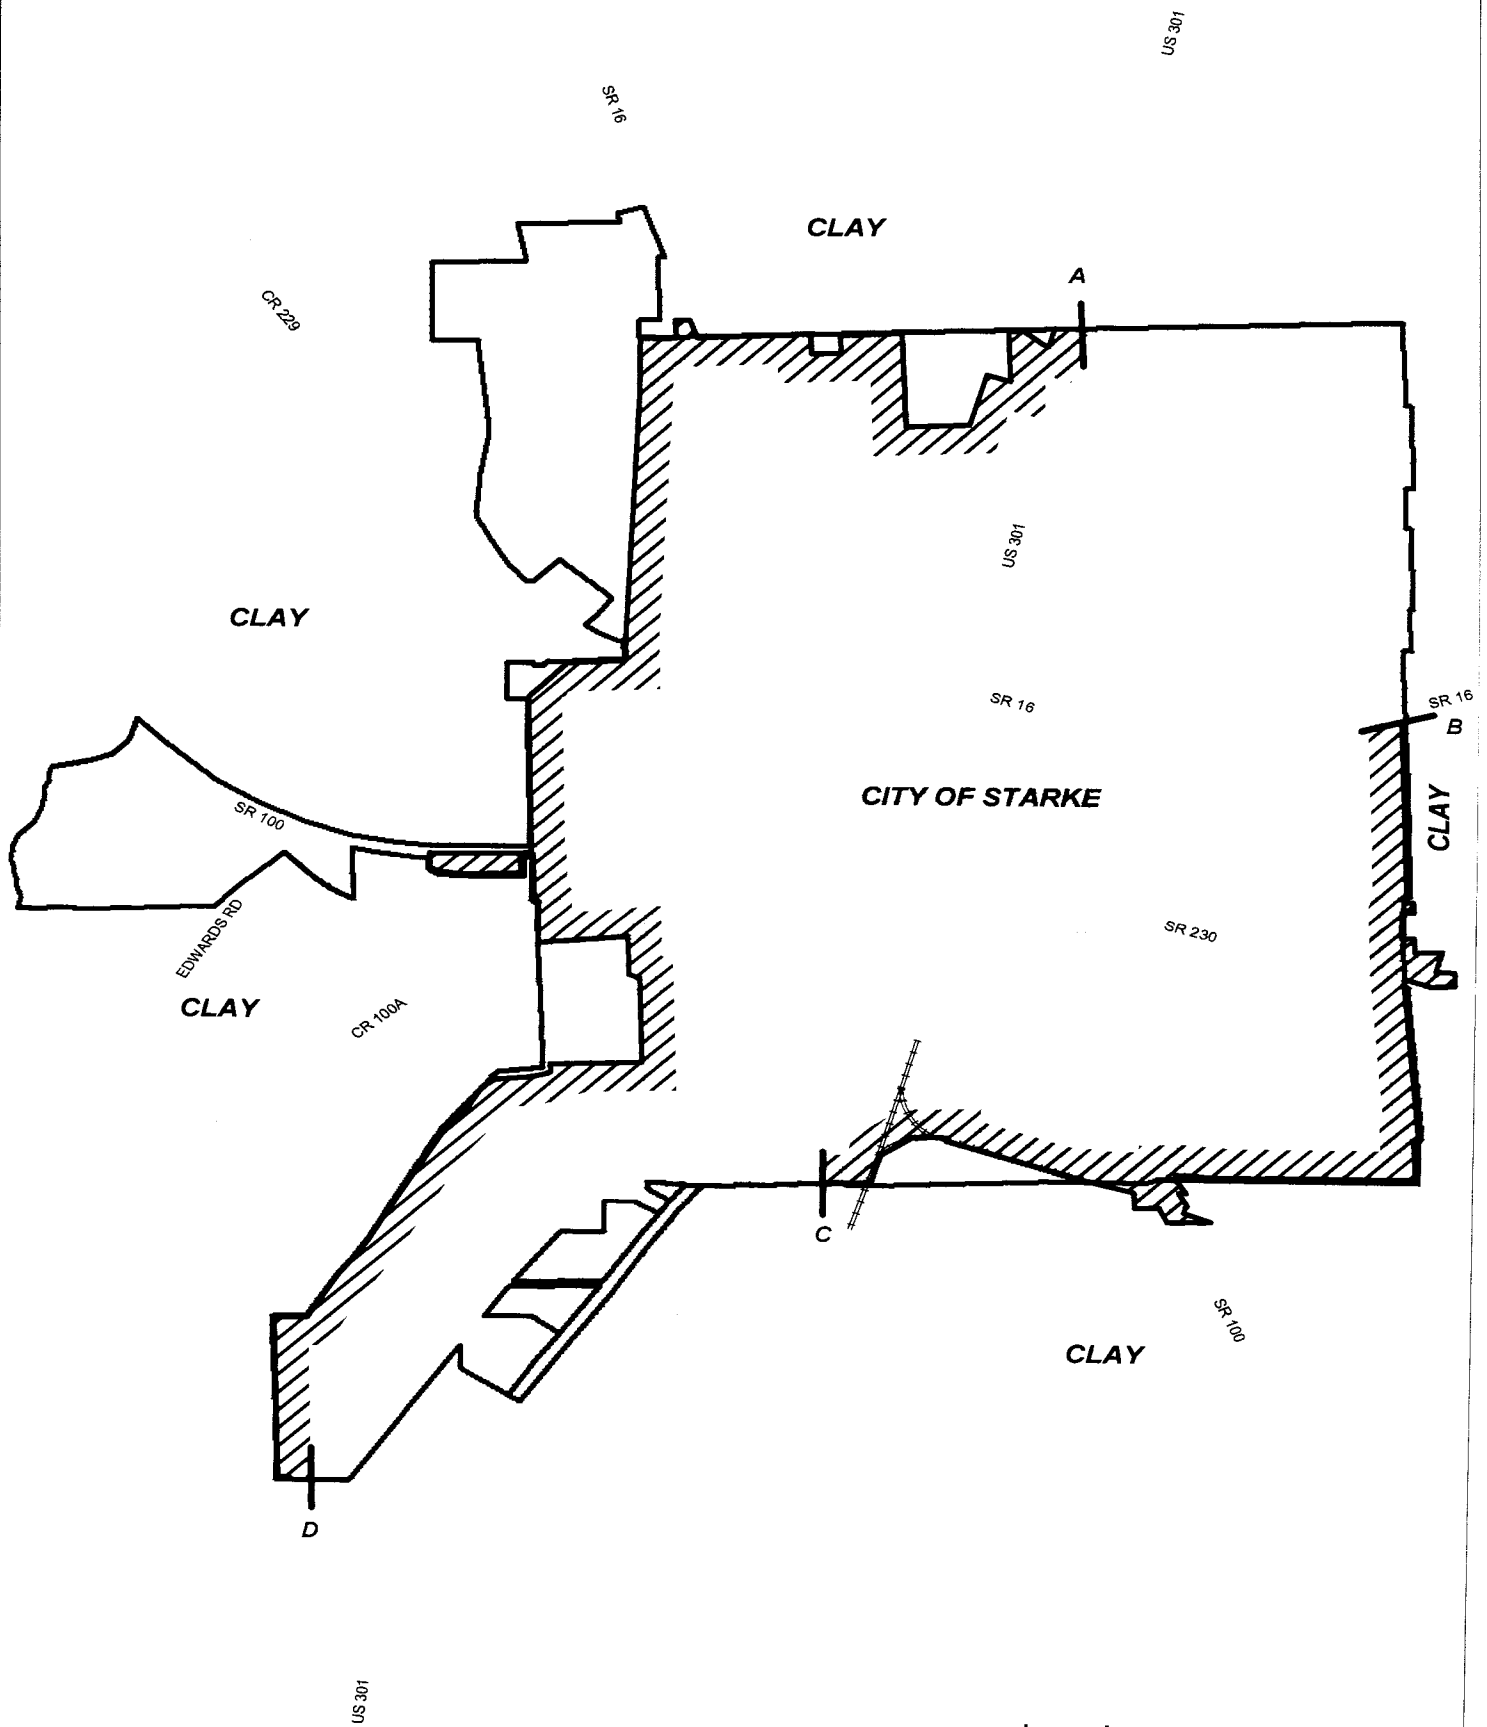 US 301
SR 16
CLAY
A
CR 229
US 301
CLAY
SR 16
SR 16
B
CITY OF STARKE
CLAY
SR 100
EDWARDS RD
SR 230
CLAY
CR 100A
C
SR 100
CLAY
D
US 301